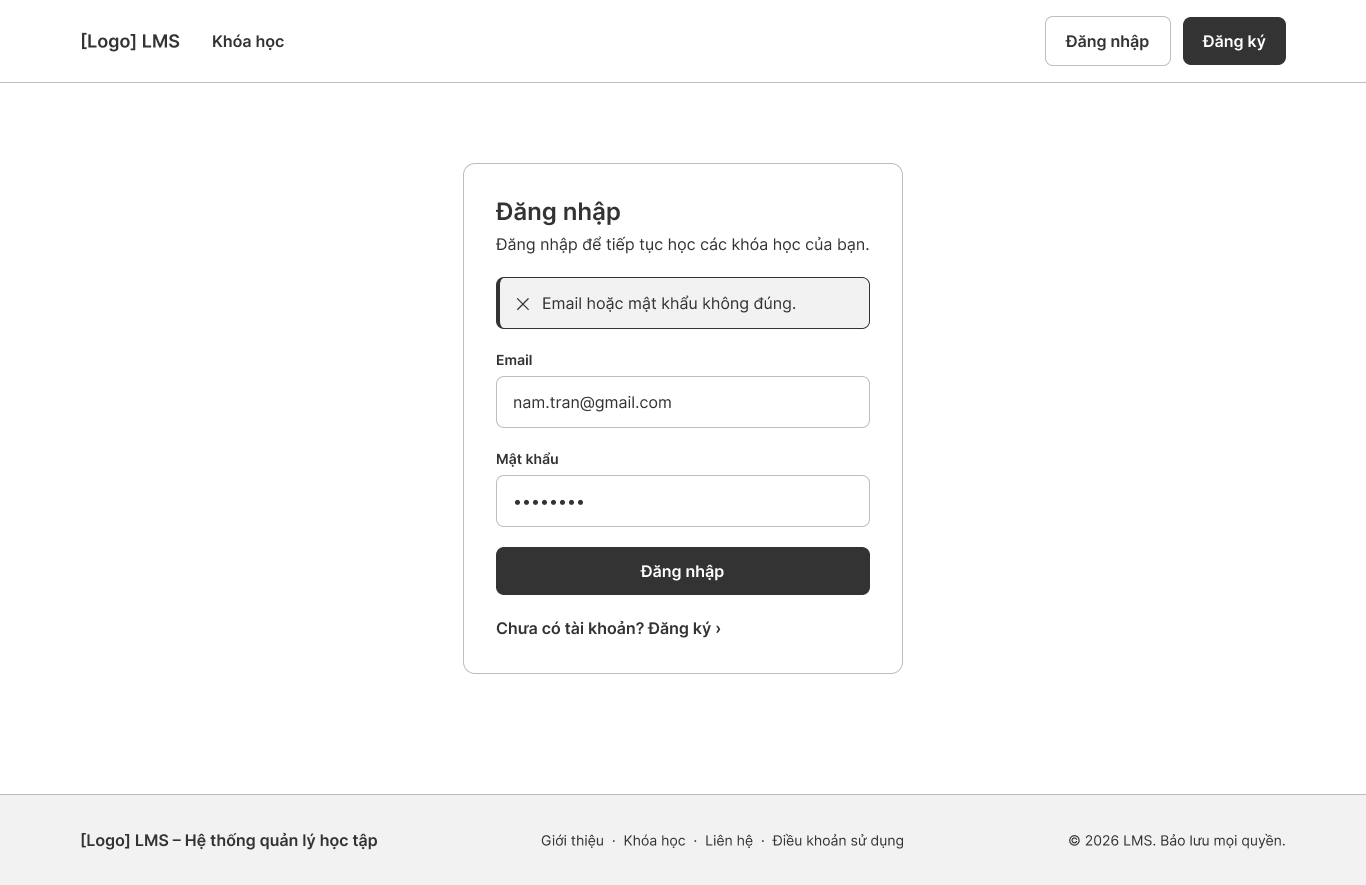 [Logo] LMS
Khóa học
Đăng nhập
Đăng ký
Đăng nhập
Đăng nhập để tiếp tục học các khóa học của bạn.
Email hoặc mật khẩu không đúng.
Email
nam.tran@gmail.com
Mật khẩu
••••••••
Đăng nhập
Chưa có tài khoản? Đăng ký ›
[Logo] LMS – Hệ thống quản lý học tập
Giới thiệu · Khóa học · Liên hệ · Điều khoản sử dụng
© 2026 LMS. Bảo lưu mọi quyền.